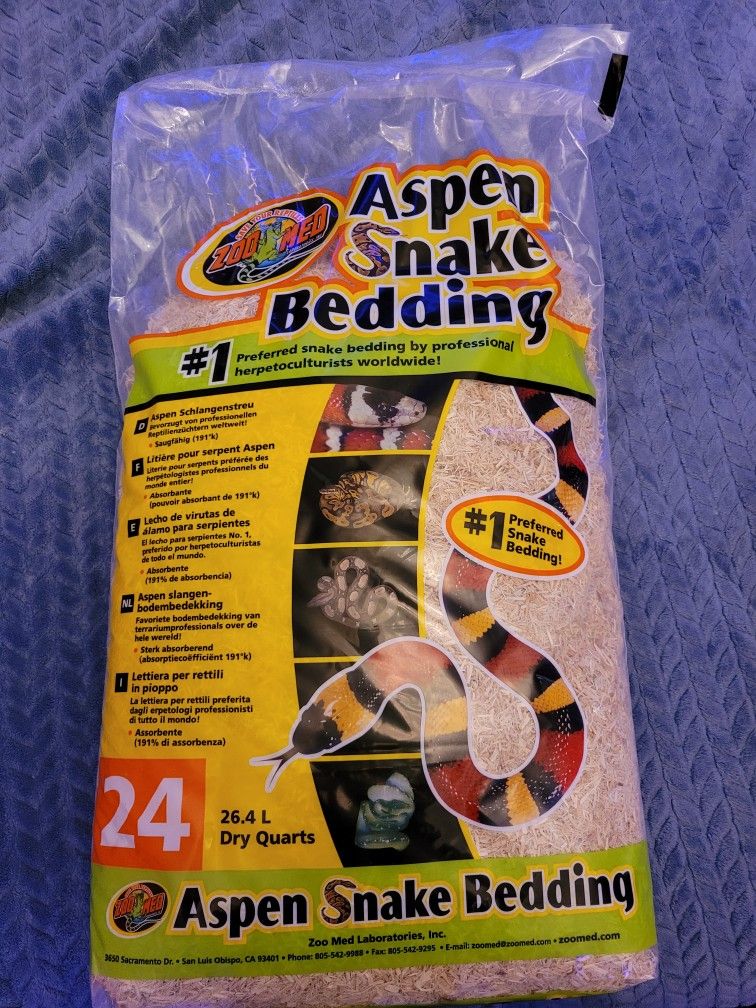 Aspen
Snake
Bedding
ZOO MED
#1 Preferred snake bedding by professional
herpetoculturists worldwide!
D Aspen Schlangenstreu
Bevorzugt von professionellen
Reptilienzüchtern weltweit!
• Saugfähig (191°k)
F Litière pour serpent Aspen
Literie pour serpents préférée des
herpétologistes professionnels du
monde entier!
• Absorbante
(pouvoir absorbant de 191°k)
E Lecho de virutas de
álamo para serpientes
El lecho para serpientes No. 1,
preferido por herpetoculturistas
de todo el mundo.
• Absorbente
(191% de absorbencia)
NL Aspen slangen-
bodembedekking
Favoriete bodembedekking van
terrariumprofessionals over de
hele wereld!
• Sterk absorberend
(absorptiecoëfficiënt 191°k)
I Lettiera per rettili
in pioppo
La lettiera per rettili preferita
dagli erpetologi professionisti
di tutto il mondo!
• Assorbente
(191% di assorbenza)
#1 Preferred
Snake
Bedding!
24
26.4 L
Dry Quarts
ZOO MED
Aspen Snake Bedding
Zoo Med Laboratories, Inc.
3650 Sacramento Dr. • San Luis Obispo, CA 93401 • Phone: 805-542-9988 • Fax: 805-542-9295 • E-mail: zoomed@zoomed.com • zoomed.com